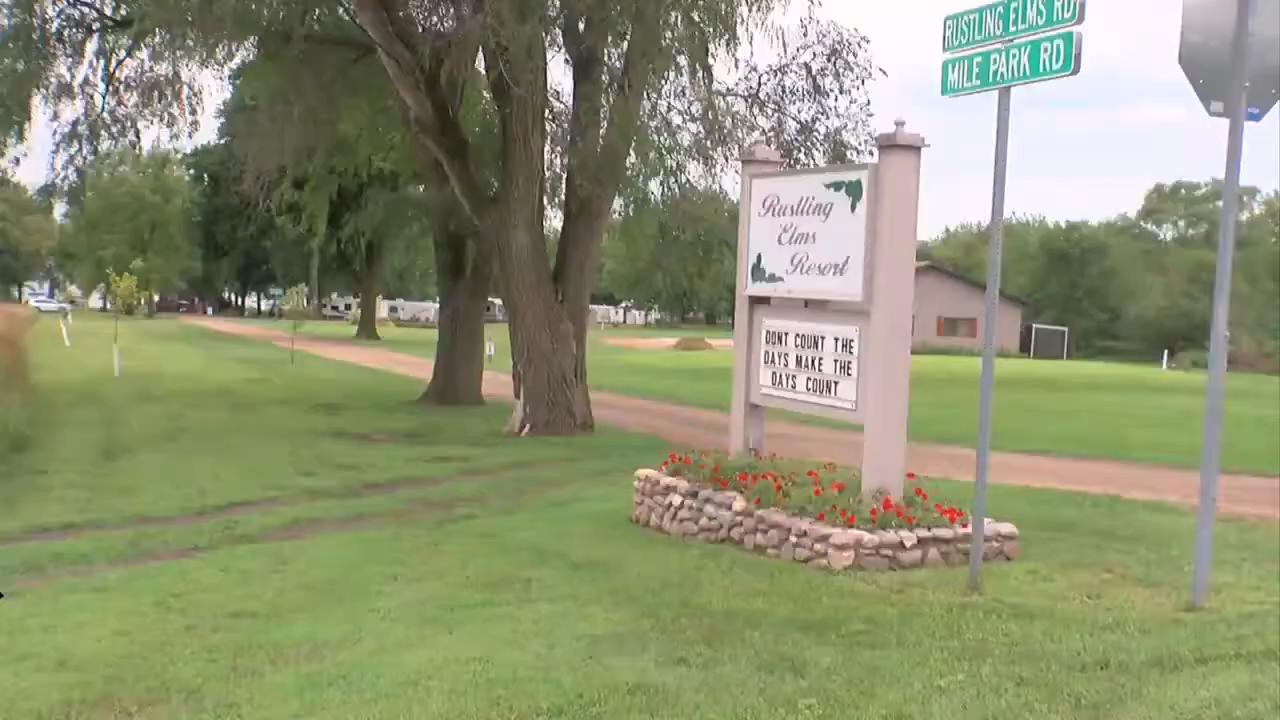 RUSTLING ELMS RD
MILE PARK RD
Rustling
Elms
Resort
DONT COUNT THE
DAYS MAKE THE
DAYS COUNT